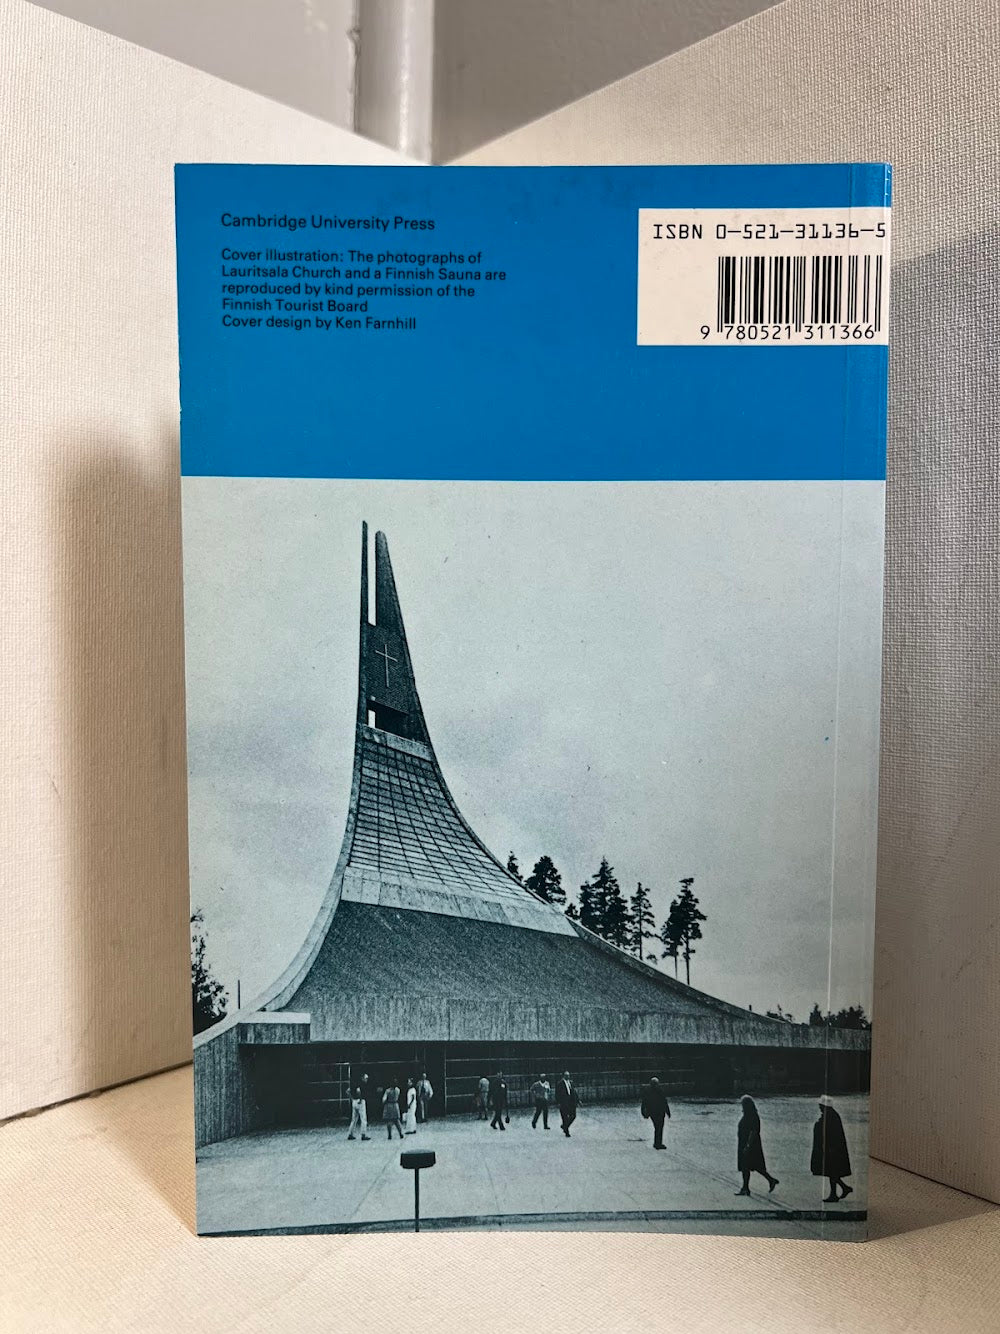 Cambridge University Press
Cover illustration: The photographs of
Lauritsala Church and a Finnish Sauna are
reproduced by kind permission of the
Finnish Tourist Board
Cover design by Ken Farnhill
ISBN 0-521-31136-5
9 780521 311366